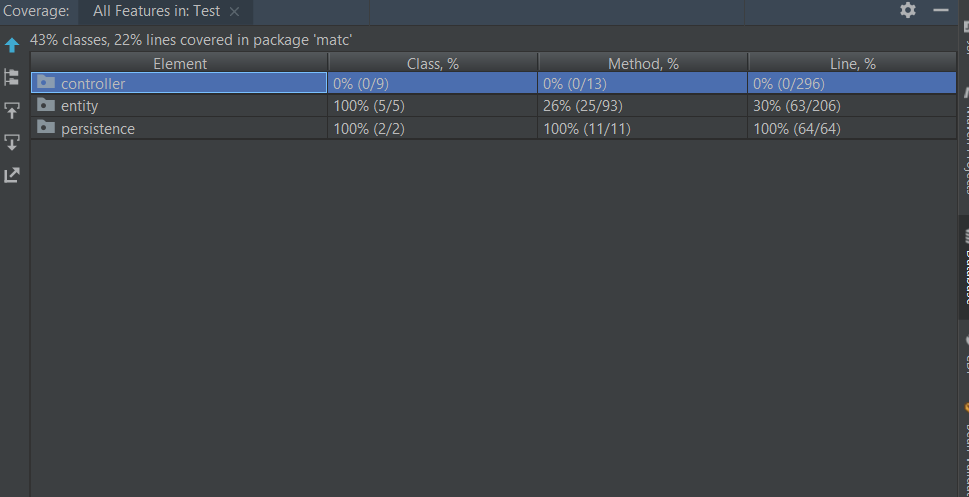 Coverage: All Features in: Test
43% classes, 22% lines covered in package 'matc'
Element Class, % Method, % Line, %
controller 0% (0/9) 0% (0/13) 0% (0/296)
entity 100% (5/5) 26% (25/93) 30% (63/206)
persistence 100% (2/2) 100% (11/11) 100% (64/64)